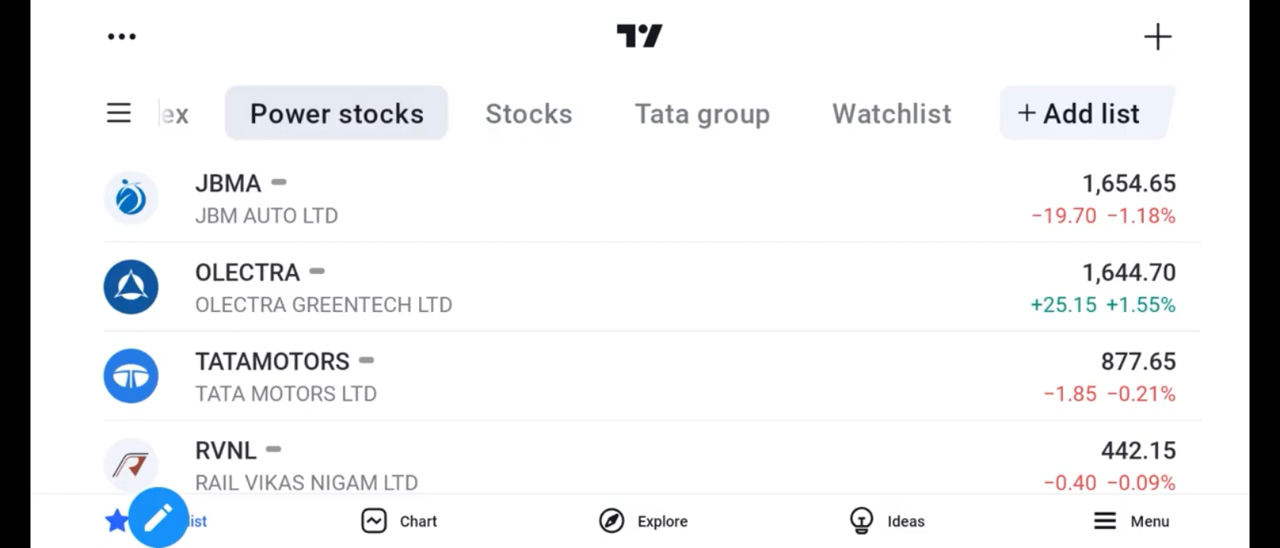 ex Power stocks Stocks Tata group Watchlist + Add list
JBMA 1,654.65
JBM AUTO LTD −19.70 −1.18%
OLECTRA 1,644.70
OLECTRA GREENTECH LTD +25.15 +1.55%
TATAMOTORS 877.65
TATA MOTORS LTD −1.85 −0.21%
RVNL 442.15
RAIL VIKAS NIGAM LTD −0.40 −0.09%
list Chart Explore Ideas Menu